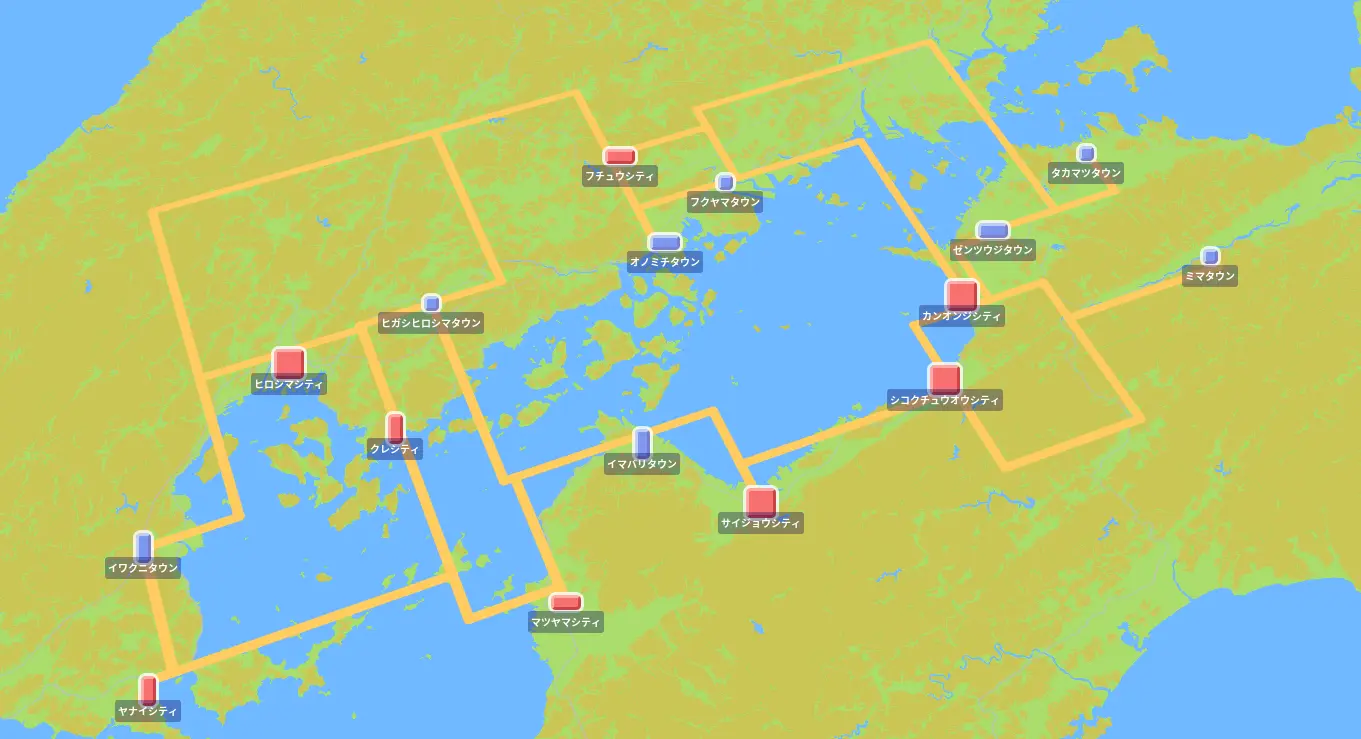 タカマツタウン
フチュウシティ
フクヤマタウン
ゼンツウジタウン
オノミチタウン
ミマタウン
カンオンジシティ
ヒガシヒロシマタウン
ヒロシマシティ
シコクチュウオウシティ
クレシティ
イマバリタウン
サイジョウシティ
イワクニタウン
マツヤマシティ
ヤナイシティ